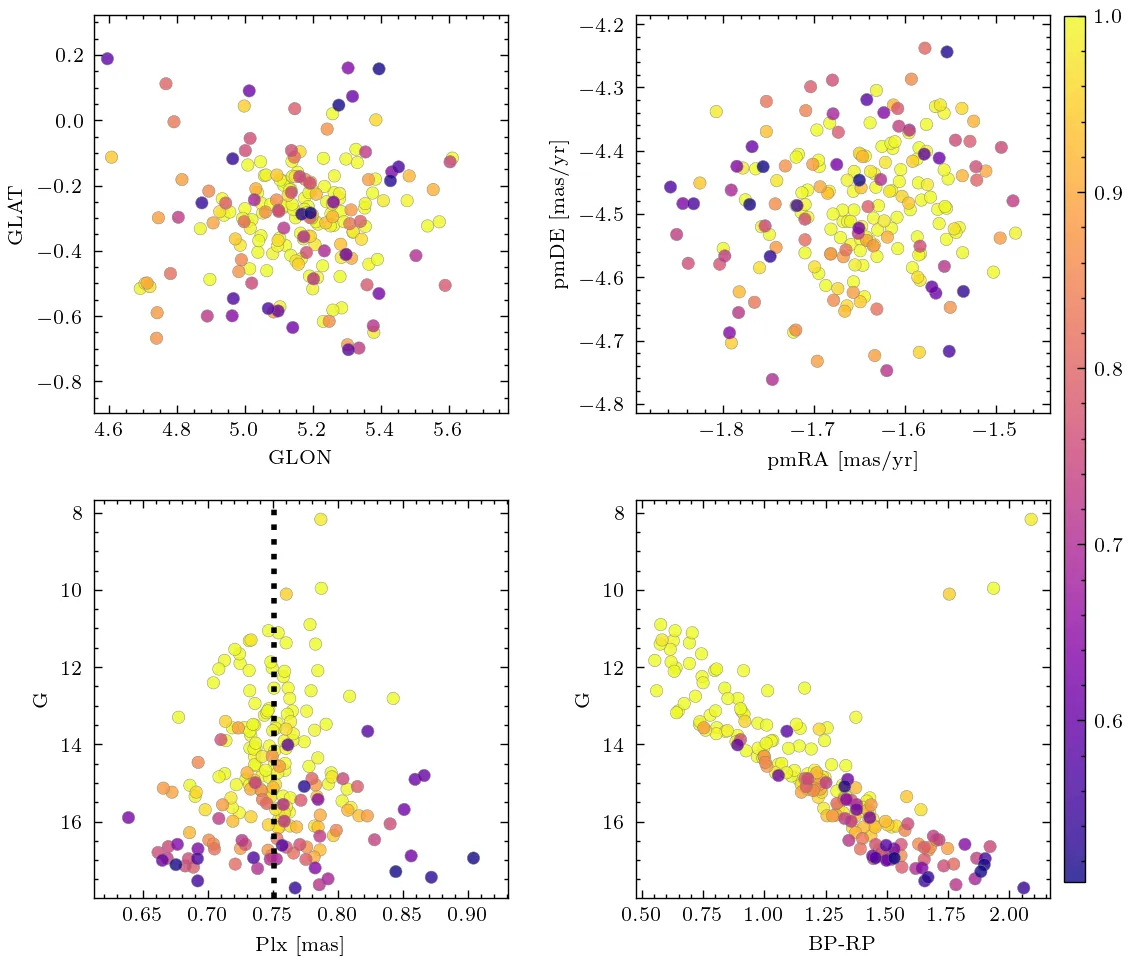 0.2
0.0
−0.2
−0.4
−0.6
−0.8
GLAT
4.6 4.8 5.0 5.2 5.4 5.6
GLON
−4.2
−4.3
−4.4
−4.5
−4.6
−4.7
−4.8
pmDE [mas/yr]
−1.8 −1.7 −1.6 −1.5
pmRA [mas/yr]
1.0
0.9
0.8
0.7
0.6
8
10
12
14
16
G
0.65 0.70 0.75 0.80 0.85 0.90
Plx [mas]
8
10
12
14
16
G
0.50 0.75 1.00 1.25 1.50 1.75 2.00
BP-RP